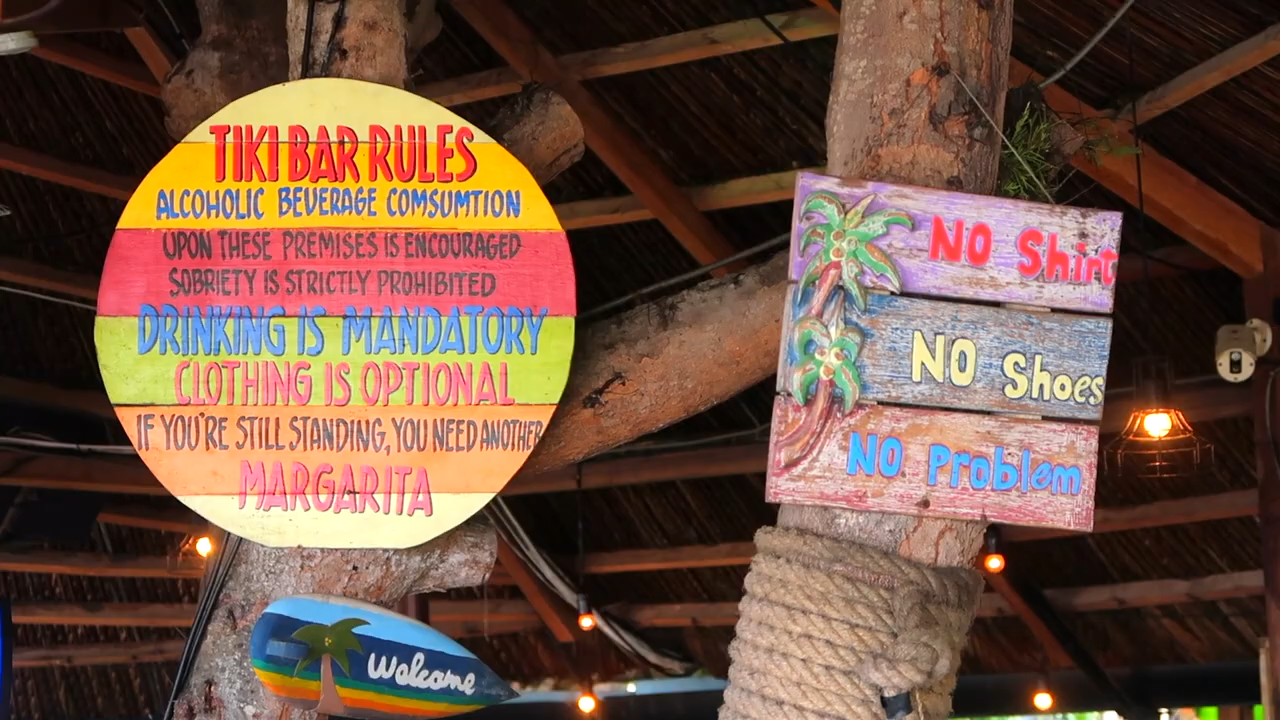 TIKI BAR RULES
ALCOHOLIC BEVERAGE COMSUMTION
UPON THESE PREMISES IS ENCOURAGED
SOBRIETY IS STRICTLY PROHIBITED
DRINKING IS MANDATORY
CLOTHING IS OPTIONAL
IF YOU'RE STILL STANDING, YOU NEED ANOTHER
MARGARITA
Welcome
NO Shirt
NO Shoes
NO Problem